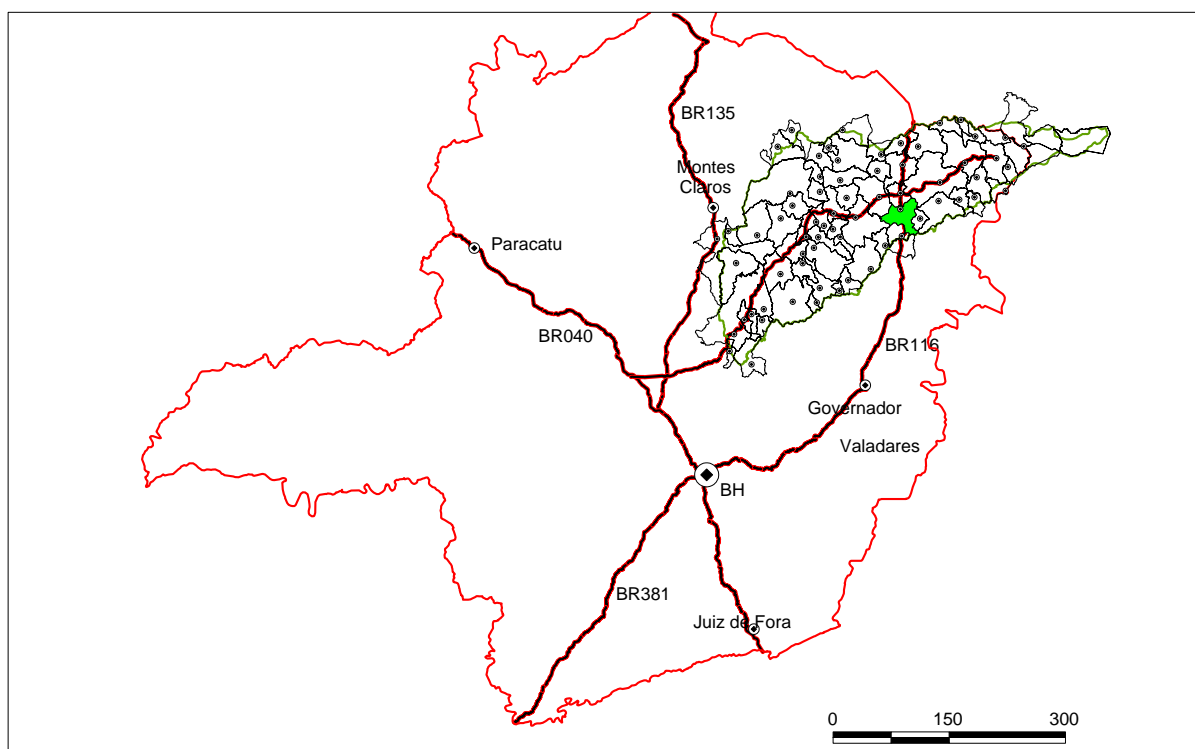 BR135
Montes
Claros
Paracatu
BR040
BR116
Governador
Valadares
BH
BR381
Juiz de Fora
0 150 300